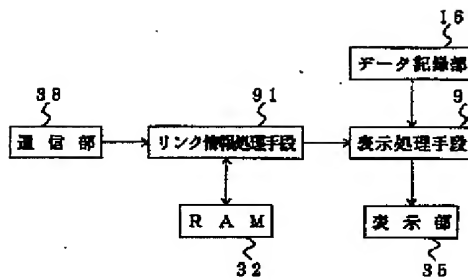 16
データ記録部
38
91
9
通信部
リンク情報処理手段
表示処理手段
RAM
表示部
32
35